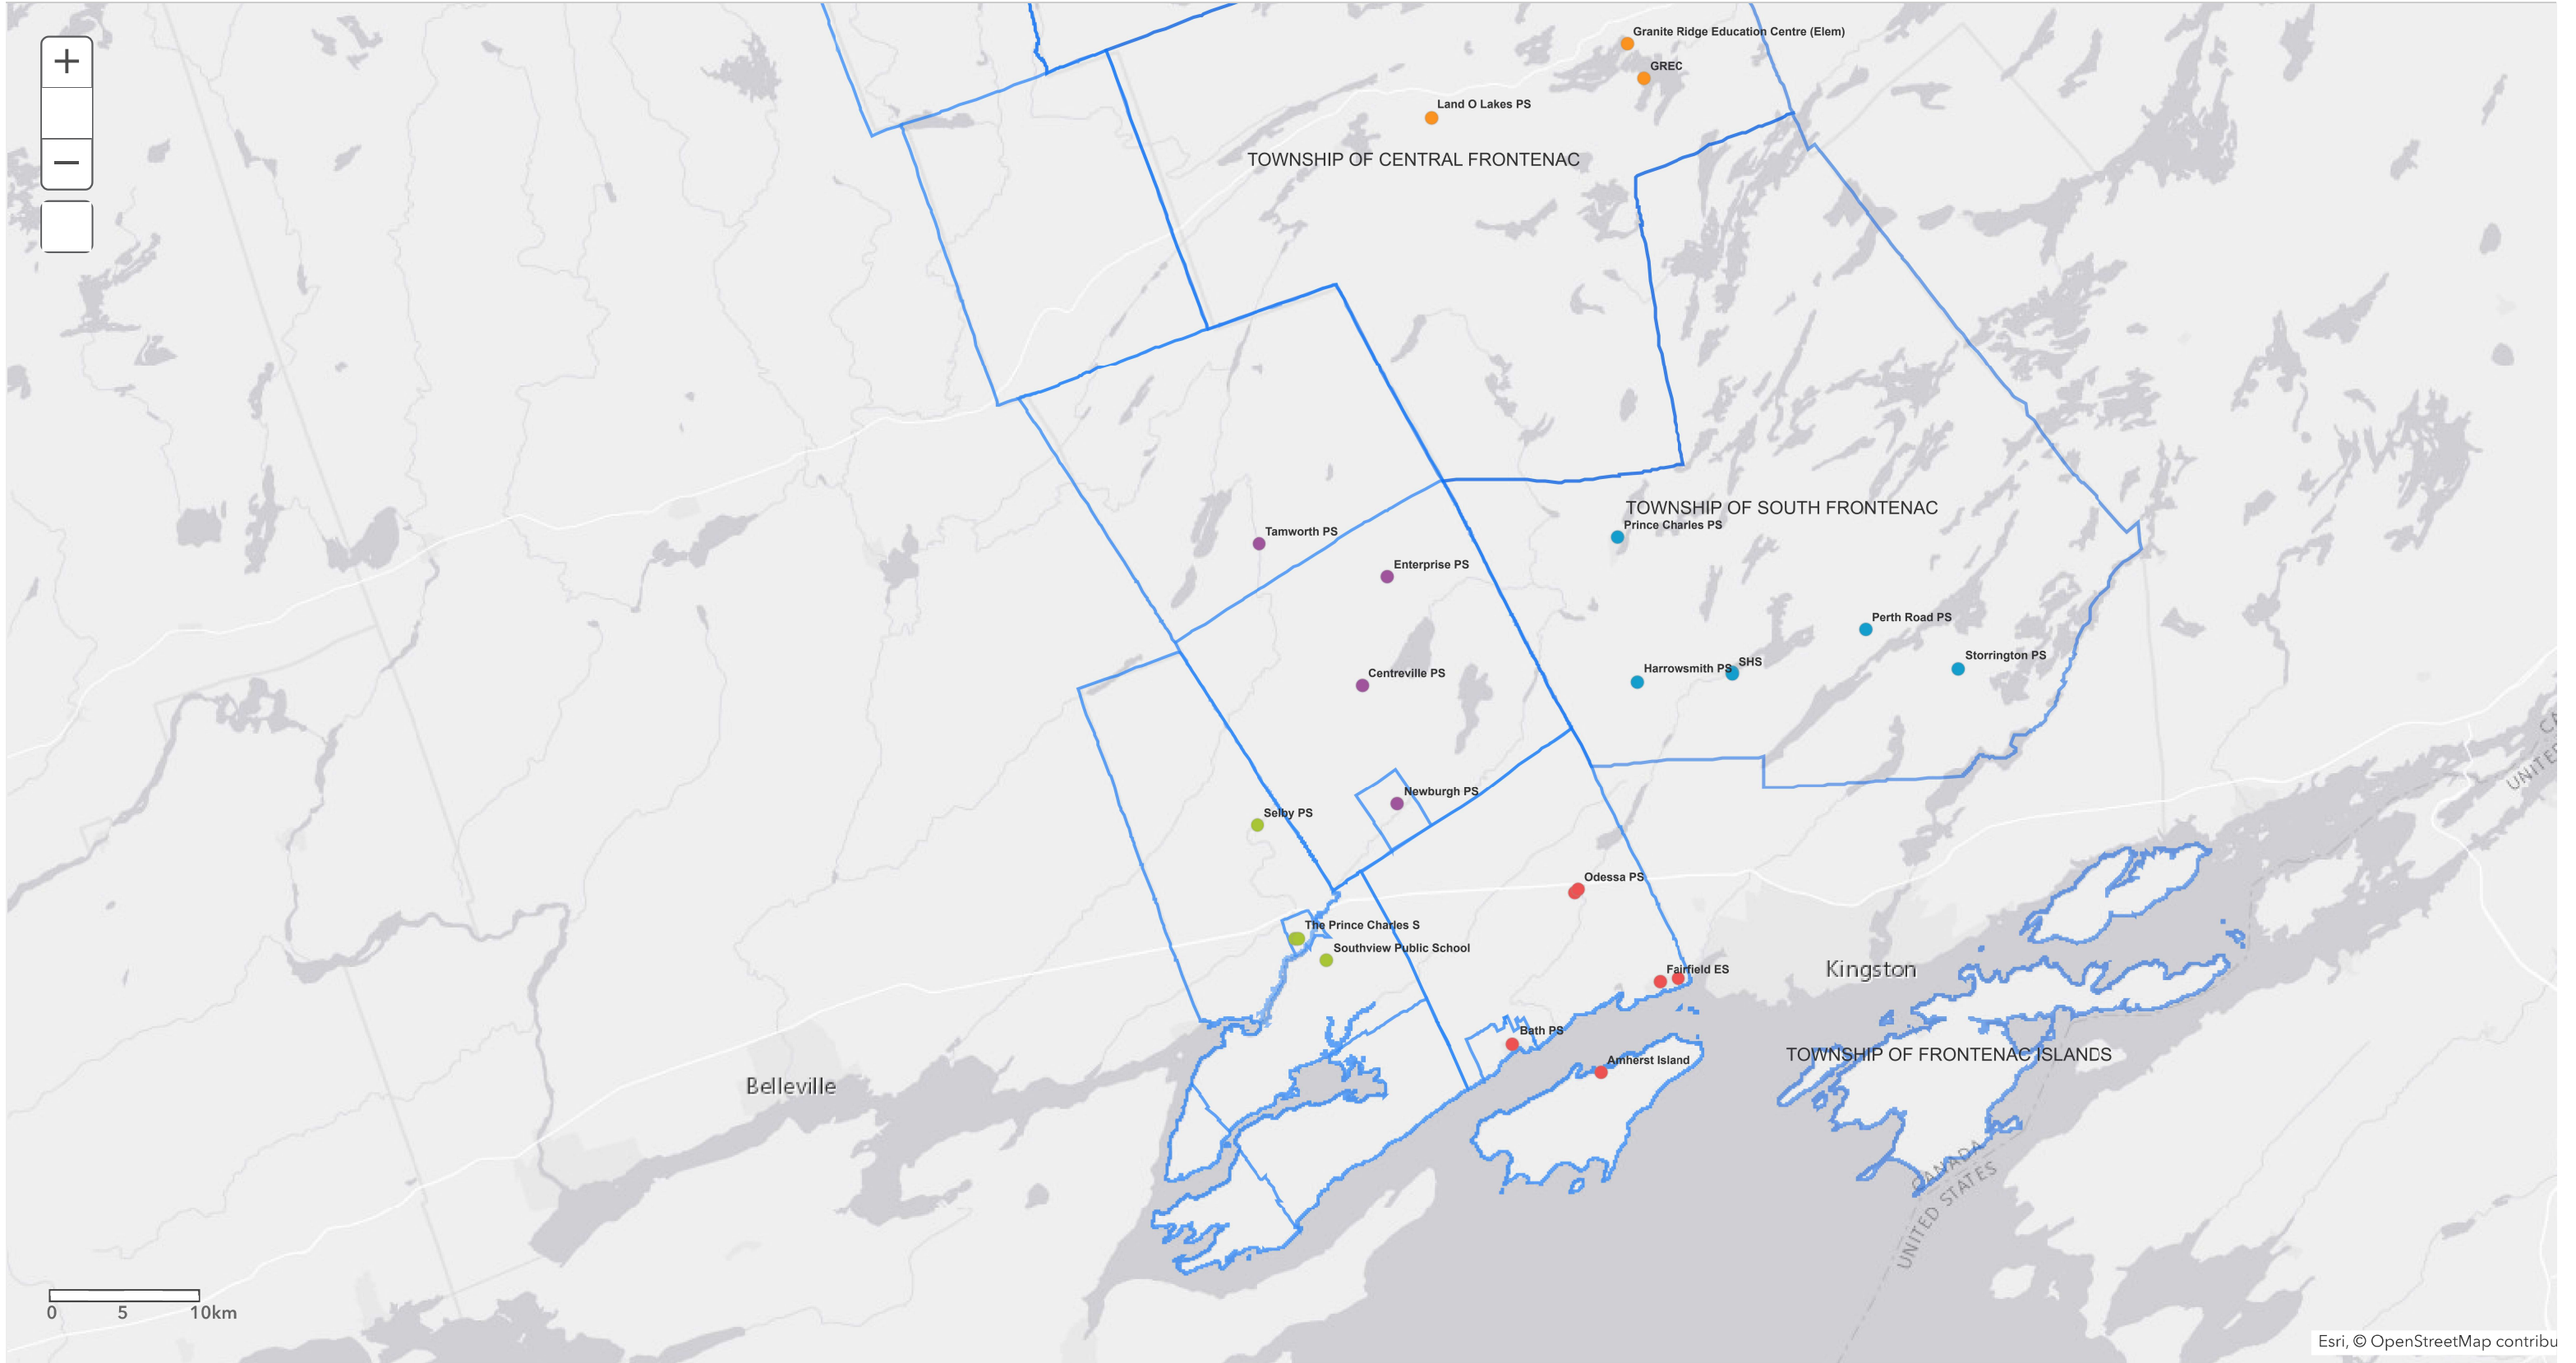 +
Granite Ridge Education Centre (Elem)
GREC
Land O Lakes PS
TOWNSHIP OF CENTRAL FRONTENAC
−
TOWNSHIP OF SOUTH FRONTENAC
Prince Charles PS
Tamworth PS
Enterprise PS
Perth Road PS
Storrington PS
SHS
Harrowsmith PS
Centreville PS
CA
UNITE
Newburgh PS
Selby PS
Odessa PS
The Prince Charles S
Southview Public School
Fairfield ES
Kingston
Bath PS
TOWNSHIP OF FRONTENAC ISLANDS
Amherst Island
Belleville
CANADA
UNITED STATES
0 5 10km
Esri, © OpenStreetMap contribu